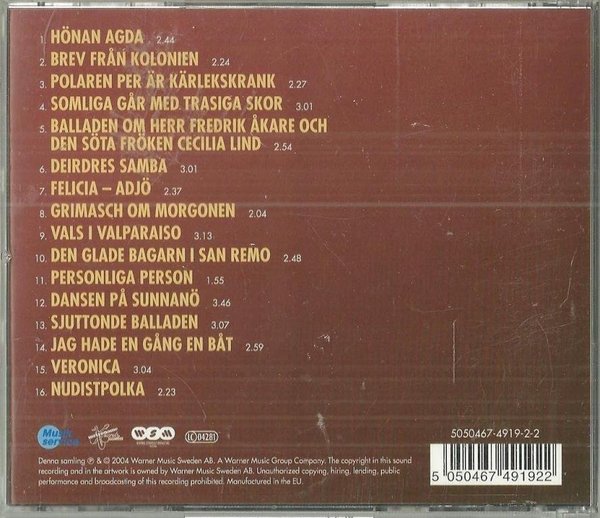 1. HÖNAN AGDA 2.44
2. BREV FRÅN KOLONIEN 2.24
3. POLAREN PER ÄR KÄRLEKSKRANK 2.27
4. SOMLIGA GÅR MED TRASIGA SKOR 3.01
5. BALLADEN OM HERR FREDRIK ÅKARE OCH
DEN SÖTA FRÖKEN CECILIA LIND 2.54
6. DEIRDRES SAMBA 3.01
7. FELICIA – ADJÖ 2.37
8. GRIMASCH OM MORGONEN 2.04
9. VALS I VALPARAISO 3.13
10. DEN GLADE BAGARN I SAN REMO 2.48
11. PERSONLIGA PERSON 1.55
12. DANSEN PÅ SUNNANÖ 3.46
13. SJUTTONDE BALLADEN 3.07
14. JAG HADE EN GÅNG EN BÅT 2.59
15. VERONICA 3.04
16. NUDISTPOLKA 2.23
Musik
service
WSM
LC 04281
5050467-4919-2-2
Denna samling ℗ & © 2004 Warner Music Sweden AB. A Warner Music Group Company. The copyright in this sound
recording and in the artwork is owned by Warner Music Sweden AB. Unauthorized copying, hiring, lending, public
performance and broadcasting of this recording prohibited. Manufactured in the EU.
5 050467 491922